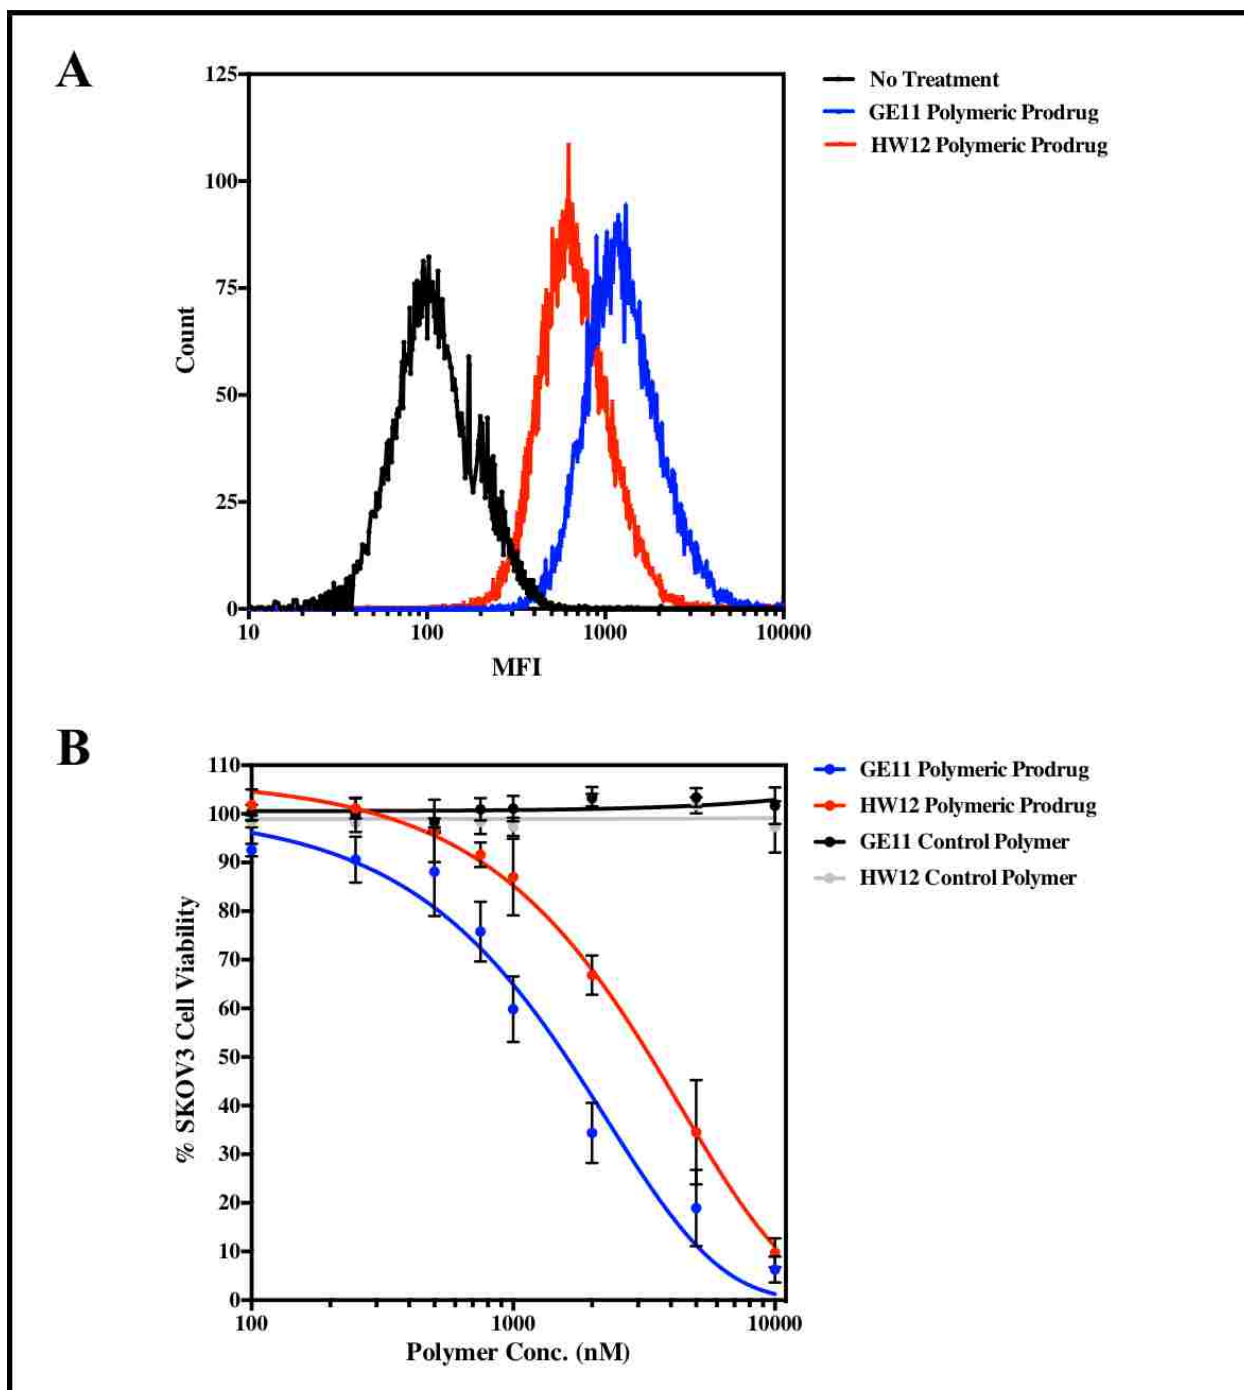 A
No Treatment
GE11 Polymeric Prodrug
HW12 Polymeric Prodrug
125
100
75
50
25
0
Count
10
100
1000
10000
MFI
B
GE11 Polymeric Prodrug
HW12 Polymeric Prodrug
GE11 Control Polymer
HW12 Control Polymer
110
100
90
80
70
60
50
40
30
20
10
0
% SKOV3 Cell Viability
100
1000
10000
Polymer Conc. (nM)